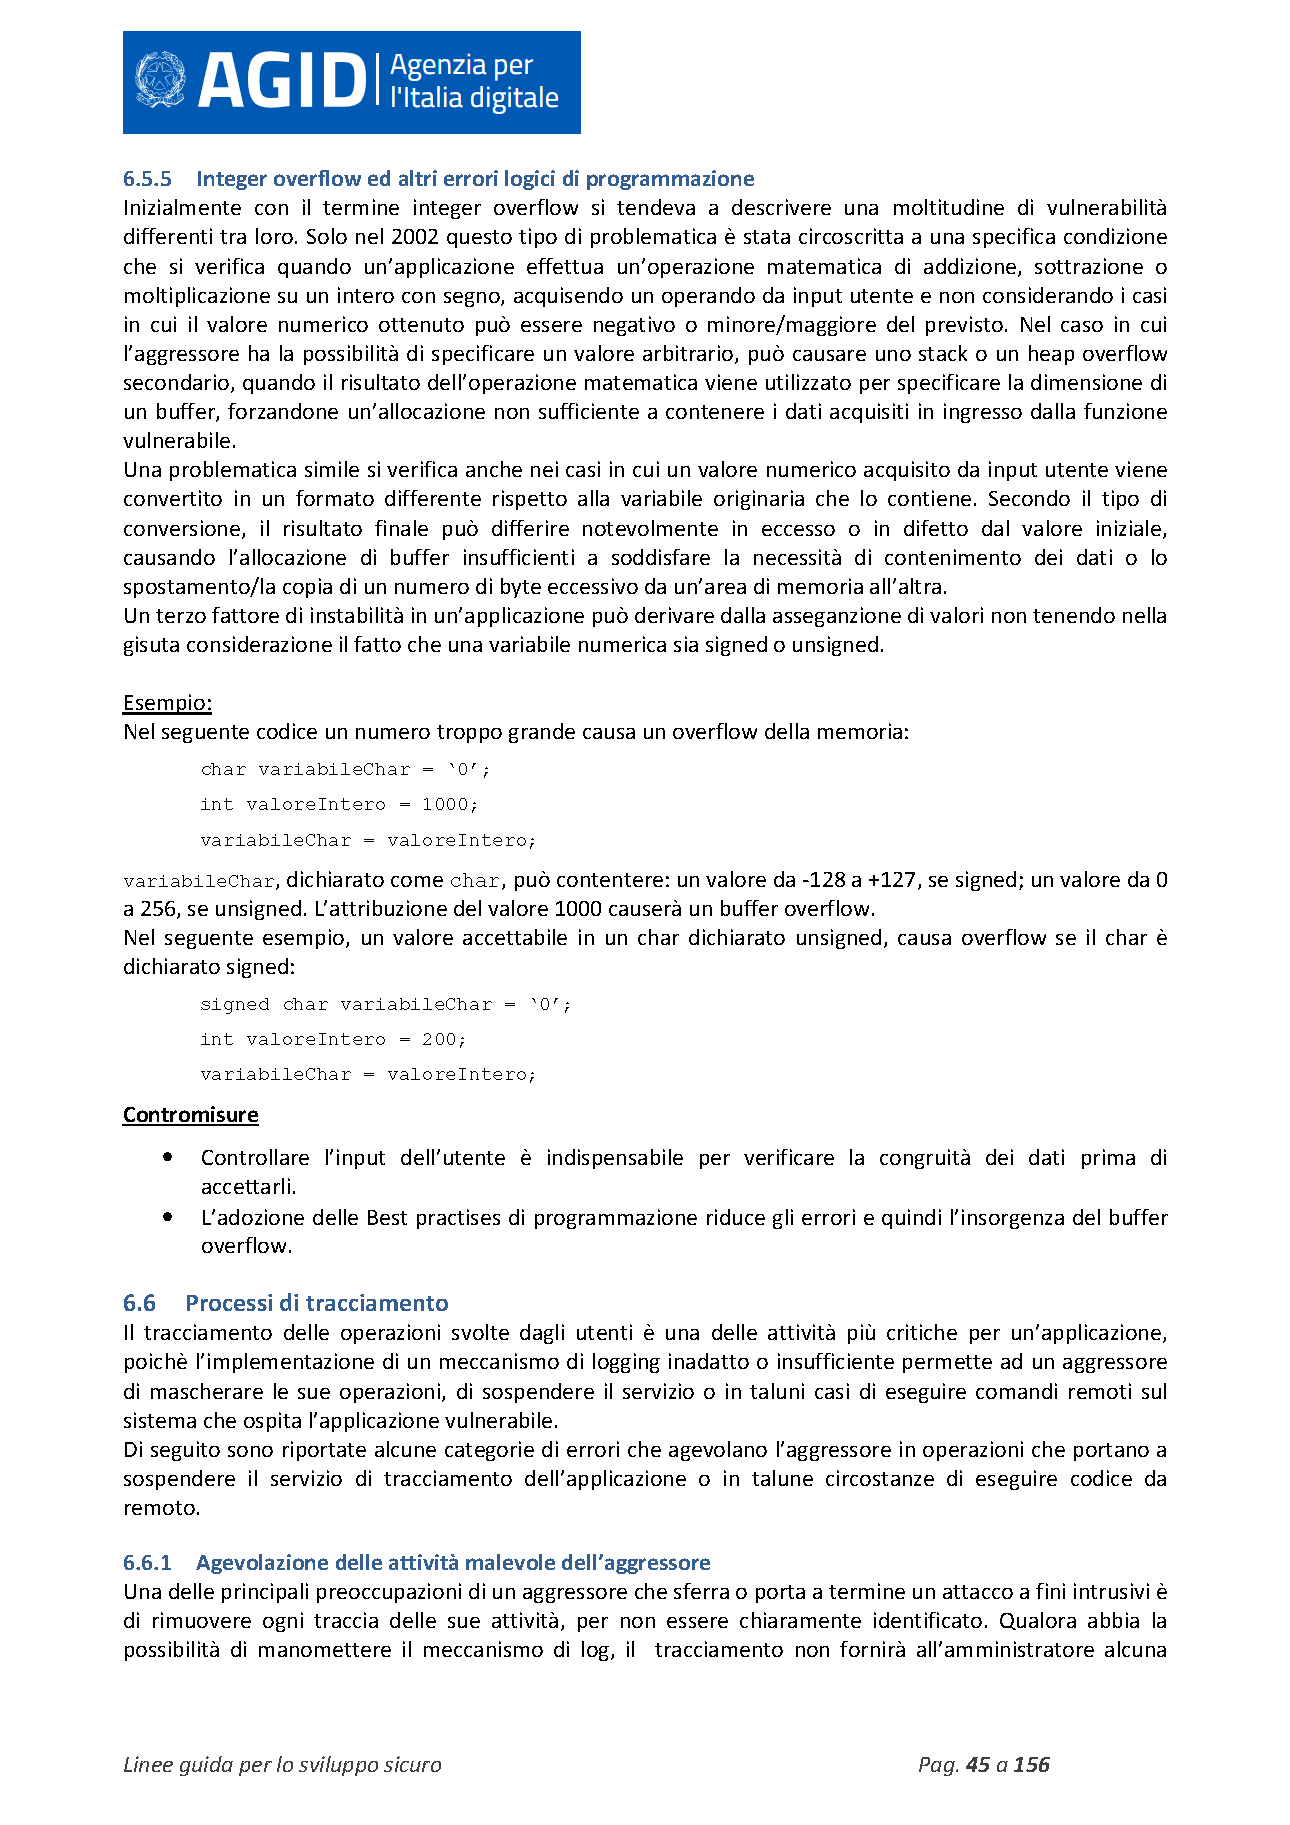 AGID Agenzia per
l'Italia digitale
6.5.5 Integer overflow ed altri errori logici di programmazione
Inizialmente con il termine integer overflow si tendeva a descrivere una moltitudine di vulnerabilità
differenti tra loro. Solo nel 2002 questo tipo di problematica è stata circoscritta a una specifica condizione
che si verifica quando un’applicazione effettua un’operazione matematica di addizione, sottrazione o
moltiplicazione su un intero con segno, acquisendo un operando da input utente e non considerando i casi
in cui il valore numerico ottenuto può essere negativo o minore/maggiore del previsto. Nel caso in cui
l’aggressore ha la possibilità di specificare un valore arbitrario, può causare uno stack o un heap overflow
secondario, quando il risultato dell’operazione matematica viene utilizzato per specificare la dimensione di
un buffer, forzandone un’allocazione non sufficiente a contenere i dati acquisiti in ingresso dalla funzione
vulnerabile.
Una problematica simile si verifica anche nei casi in cui un valore numerico acquisito da input utente viene
convertito in un formato differente rispetto alla variabile originaria che lo contiene. Secondo il tipo di
conversione, il risultato finale può differire notevolmente in eccesso o in difetto dal valore iniziale,
causando l’allocazione di buffer insufficienti a soddisfare la necessità di contenimento dei dati o lo
spostamento/la copia di un numero di byte eccessivo da un’area di memoria all’altra.
Un terzo fattore di instabilità in un’applicazione può derivare dalla asseganzione di valori non tenendo nella
gisuta considerazione il fatto che una variabile numerica sia signed o unsigned.
Esempio:
Nel seguente codice un numero troppo grande causa un overflow della memoria:
char variabileChar = ‘0’;
int valoreIntero = 1000;
variabileChar = valoreIntero;
variabileChar, dichiarato come char, può contentere: un valore da -128 a +127, se signed; un valore da 0
a 256, se unsigned. L’attribuzione del valore 1000 causerà un buffer overflow.
Nel seguente esempio, un valore accettabile in un char dichiarato unsigned, causa overflow se il char è
dichiarato signed:
signed char variabileChar = ‘0’;
int valoreIntero = 200;
variabileChar = valoreIntero;
Contromisure
• Controllare l’input dell’utente è indispensabile per verificare la congruità dei dati prima di
accettarli.
• L’adozione delle Best practises di programmazione riduce gli errori e quindi l’insorgenza del buffer
overflow.
6.6 Processi di tracciamento
Il tracciamento delle operazioni svolte dagli utenti è una delle attività più critiche per un’applicazione,
poichè l’implementazione di un meccanismo di logging inadatto o insufficiente permette ad un aggressore
di mascherare le sue operazioni, di sospendere il servizio o in taluni casi di eseguire comandi remoti sul
sistema che ospita l’applicazione vulnerabile.
Di seguito sono riportate alcune categorie di errori che agevolano l’aggressore in operazioni che portano a
sospendere il servizio di tracciamento dell’applicazione o in talune circostanze di eseguire codice da
remoto.
6.6.1 Agevolazione delle attività malevole dell’aggressore
Una delle principali preoccupazioni di un aggressore che sferra o porta a termine un attacco a fini intrusivi è
di rimuovere ogni traccia delle sue attività, per non essere chiaramente identificato. Qualora abbia la
possibilità di manomettere il meccanismo di log, il tracciamento non fornirà all’amministratore alcuna
Linee guida per lo sviluppo sicuro Pag. 45 a 156